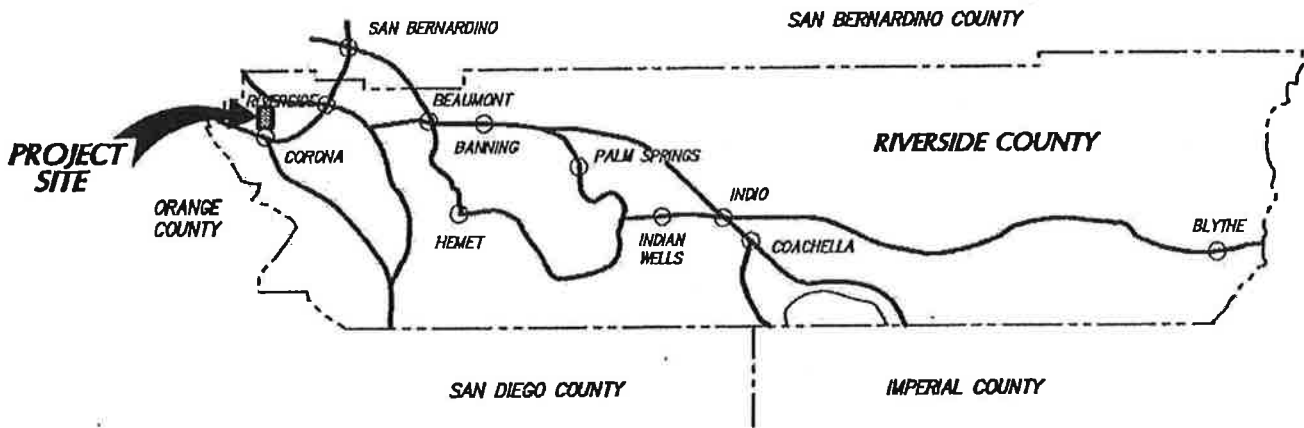 SAN BERNARDINO COUNTY
SAN BERNARDINO
RIVERSIDE
BEAUMONT
BANNING
RIVERSIDE COUNTY
PROJECT
SITE
CORONA
PALM SPRINGS
ORANGE
COUNTY
HEMET
INDIAN
WELLS
INDIO
COACHELLA
BLYTHE
SAN DIEGO COUNTY
IMPERIAL COUNTY